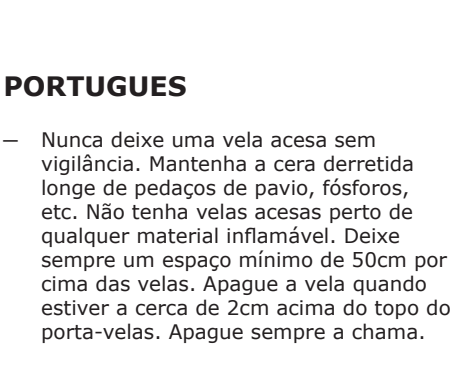 PORTUGUES
— Nunca deixe uma vela acesa sem
vigilância. Mantenha a cera derretida
longe de pedaços de pavio, fósforos,
etc. Não tenha velas acesas perto de
qualquer material inflamável. Deixe
sempre um espaço mínimo de 50cm por
cima das velas. Apague a vela quando
estiver a cerca de 2cm acima do topo do
porta-velas. Apague sempre a chama.